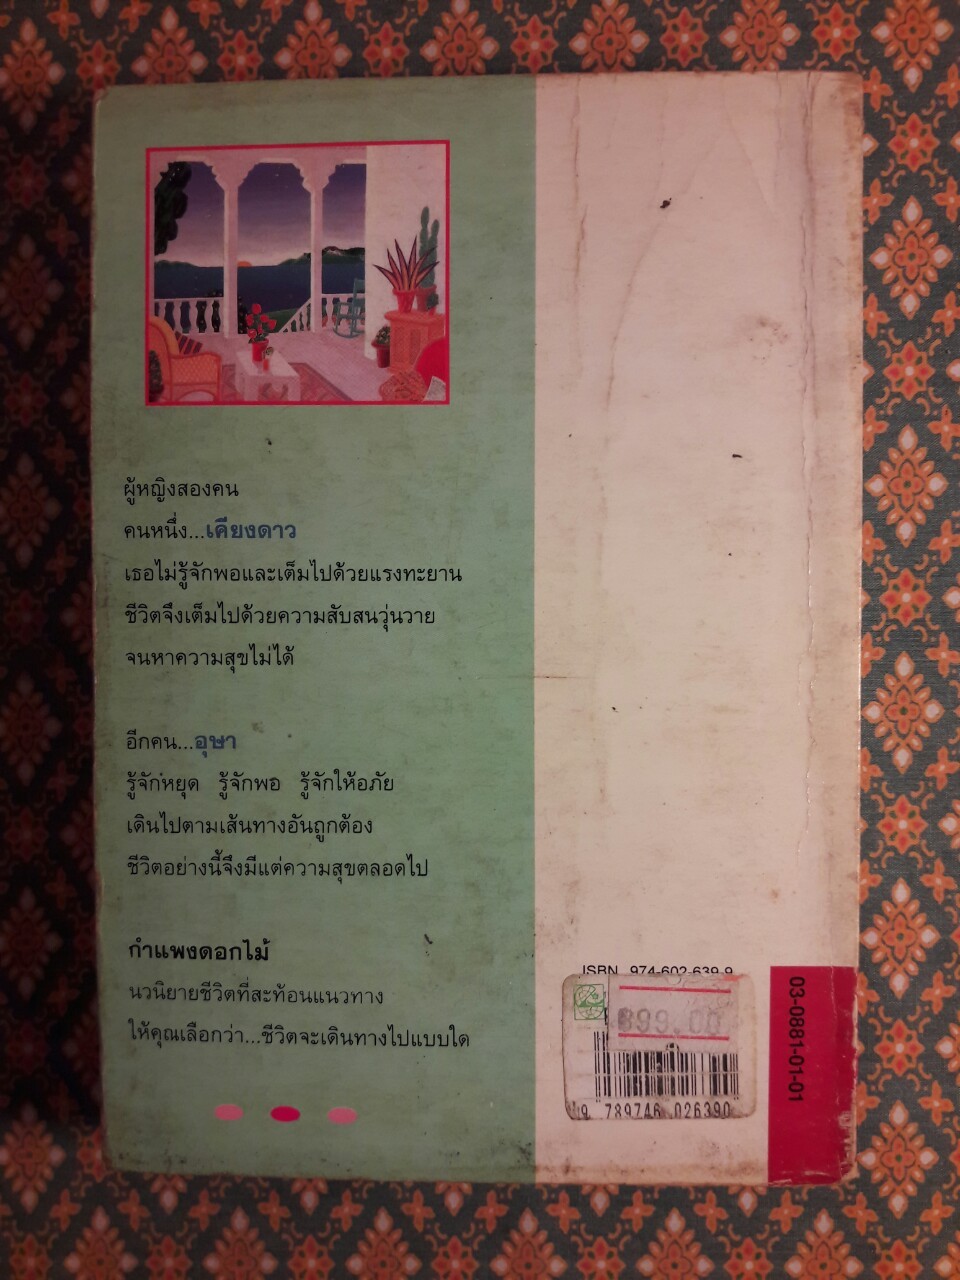 ผู้หญิงสองคน
คนหนึ่ง...เคียงดาว
เธอไม่รู้จักพอและเต็มไปด้วยแรงทะยาน
ชีวิตจึงเต็มไปด้วยความสับสนวุ่นวาย
จนหาความสุขไม่ได้
อีกคน...อุษา
รู้จักหยุด รู้จักพอ รู้จักให้อภัย
เดินไปตามเส้นทางอันถูกต้อง
ชีวิตอย่างนี้จึงมีแต่ความสุขตลอดไป
กำแพงดอกไม้
นวนิยายชีวิตที่สะท้อนแนวทาง
ให้คุณเลือกว่า...ชีวิตจะเดินทางไปแบบใด
ISBN 974-602-639-9
9 789746 026390
03-0881-01-01